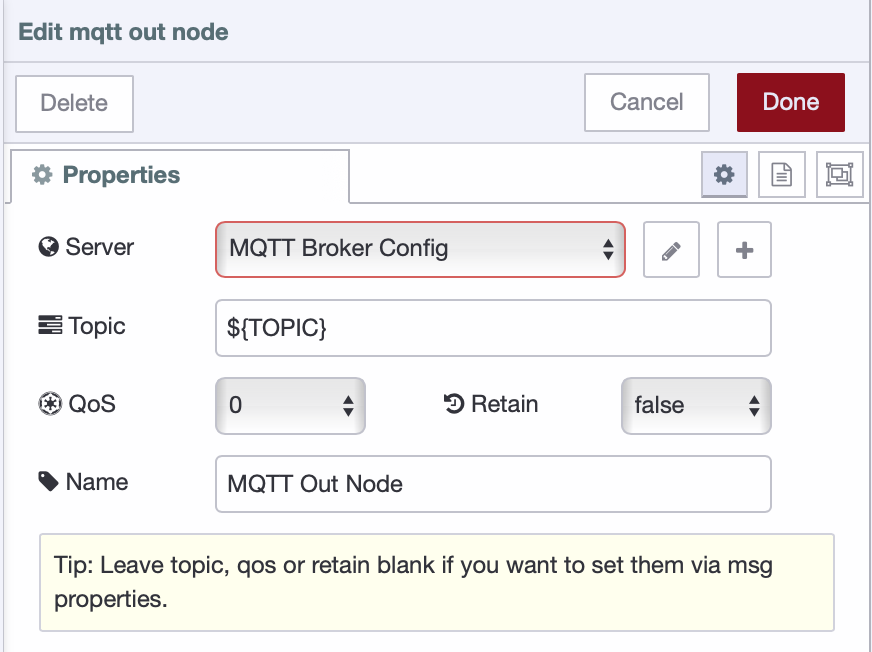 Edit mqtt out node
Delete
Cancel
Done
Properties
Server
MQTT Broker Config
Topic
${TOPIC}
QoS
0
Retain
false
Name
MQTT Out Node
Tip: Leave topic, qos or retain blank if you want to set them via msg
properties.